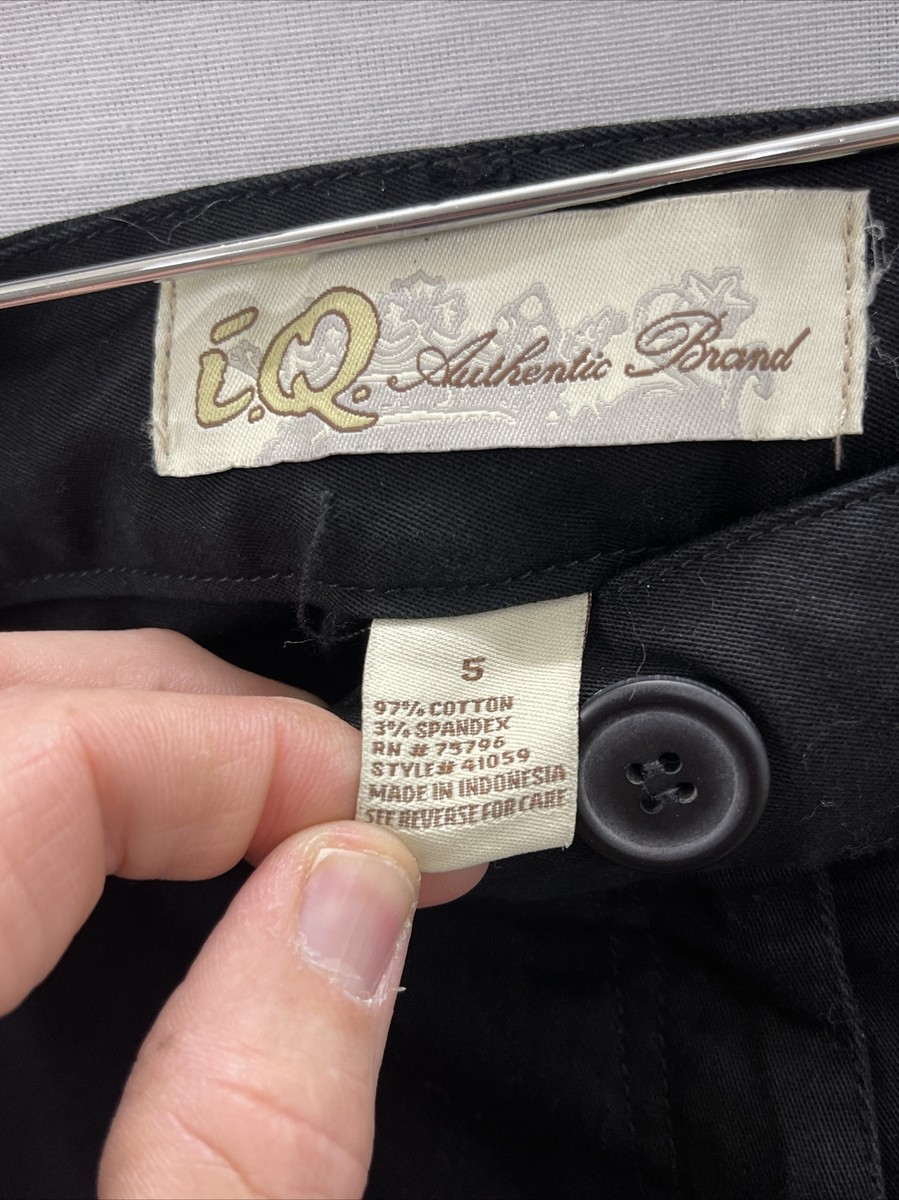 i.Q. Authentic Brand
5
97% COTTON
3% SPANDEX
RN # 75796
STYLE# 41059
MADE IN INDONESIA
SEE REVERSE FOR CARE